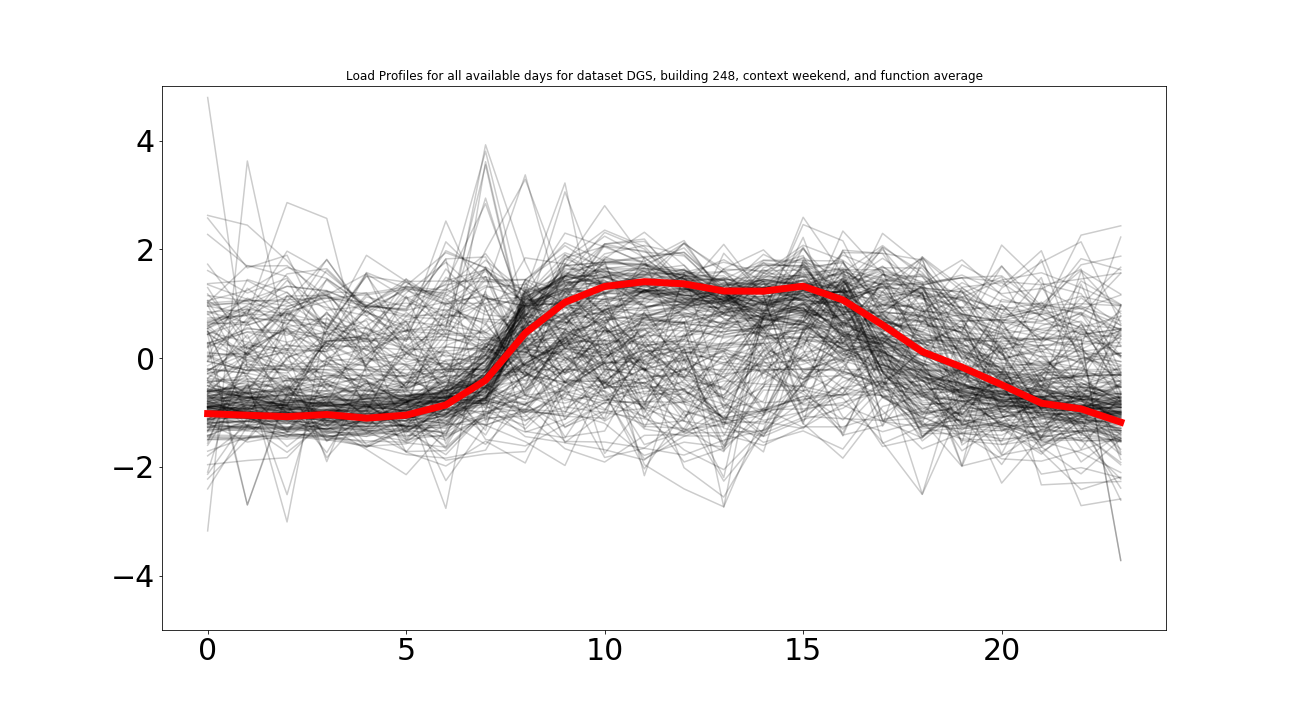 Load Profiles for all available days for dataset DGS, building 248, context weekend, and function average
4
2
0
−2
−4
0 5 10 15 20